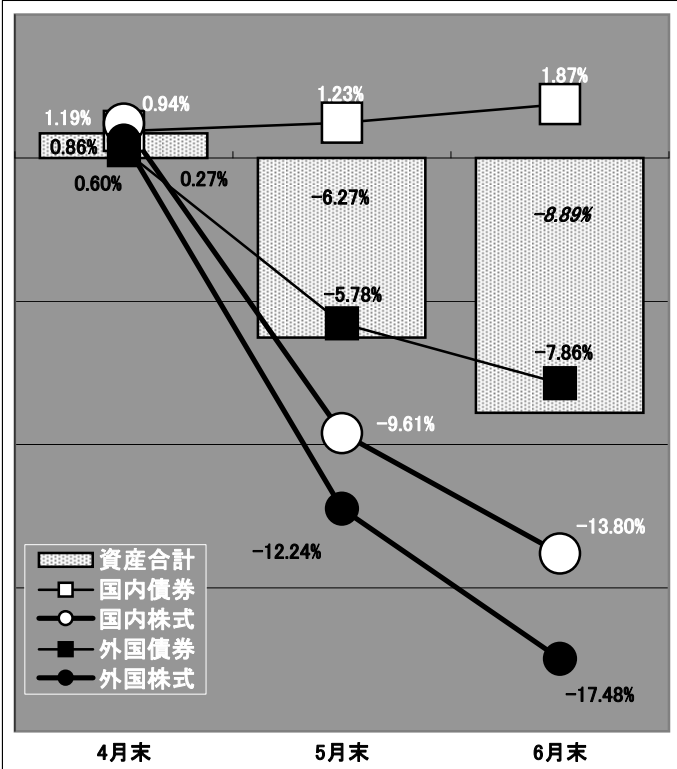 1.87%
1.23%
0.94%
1.19%
0.86%
0.60%
0.27%
-6.27%
-8.89%
-5.78%
-7.86%
-9.61%
-13.80%
-12.24%
-17.48%
資産合計
国内債券
国内株式
外国債券
外国株式
4月末 5月末 6月末